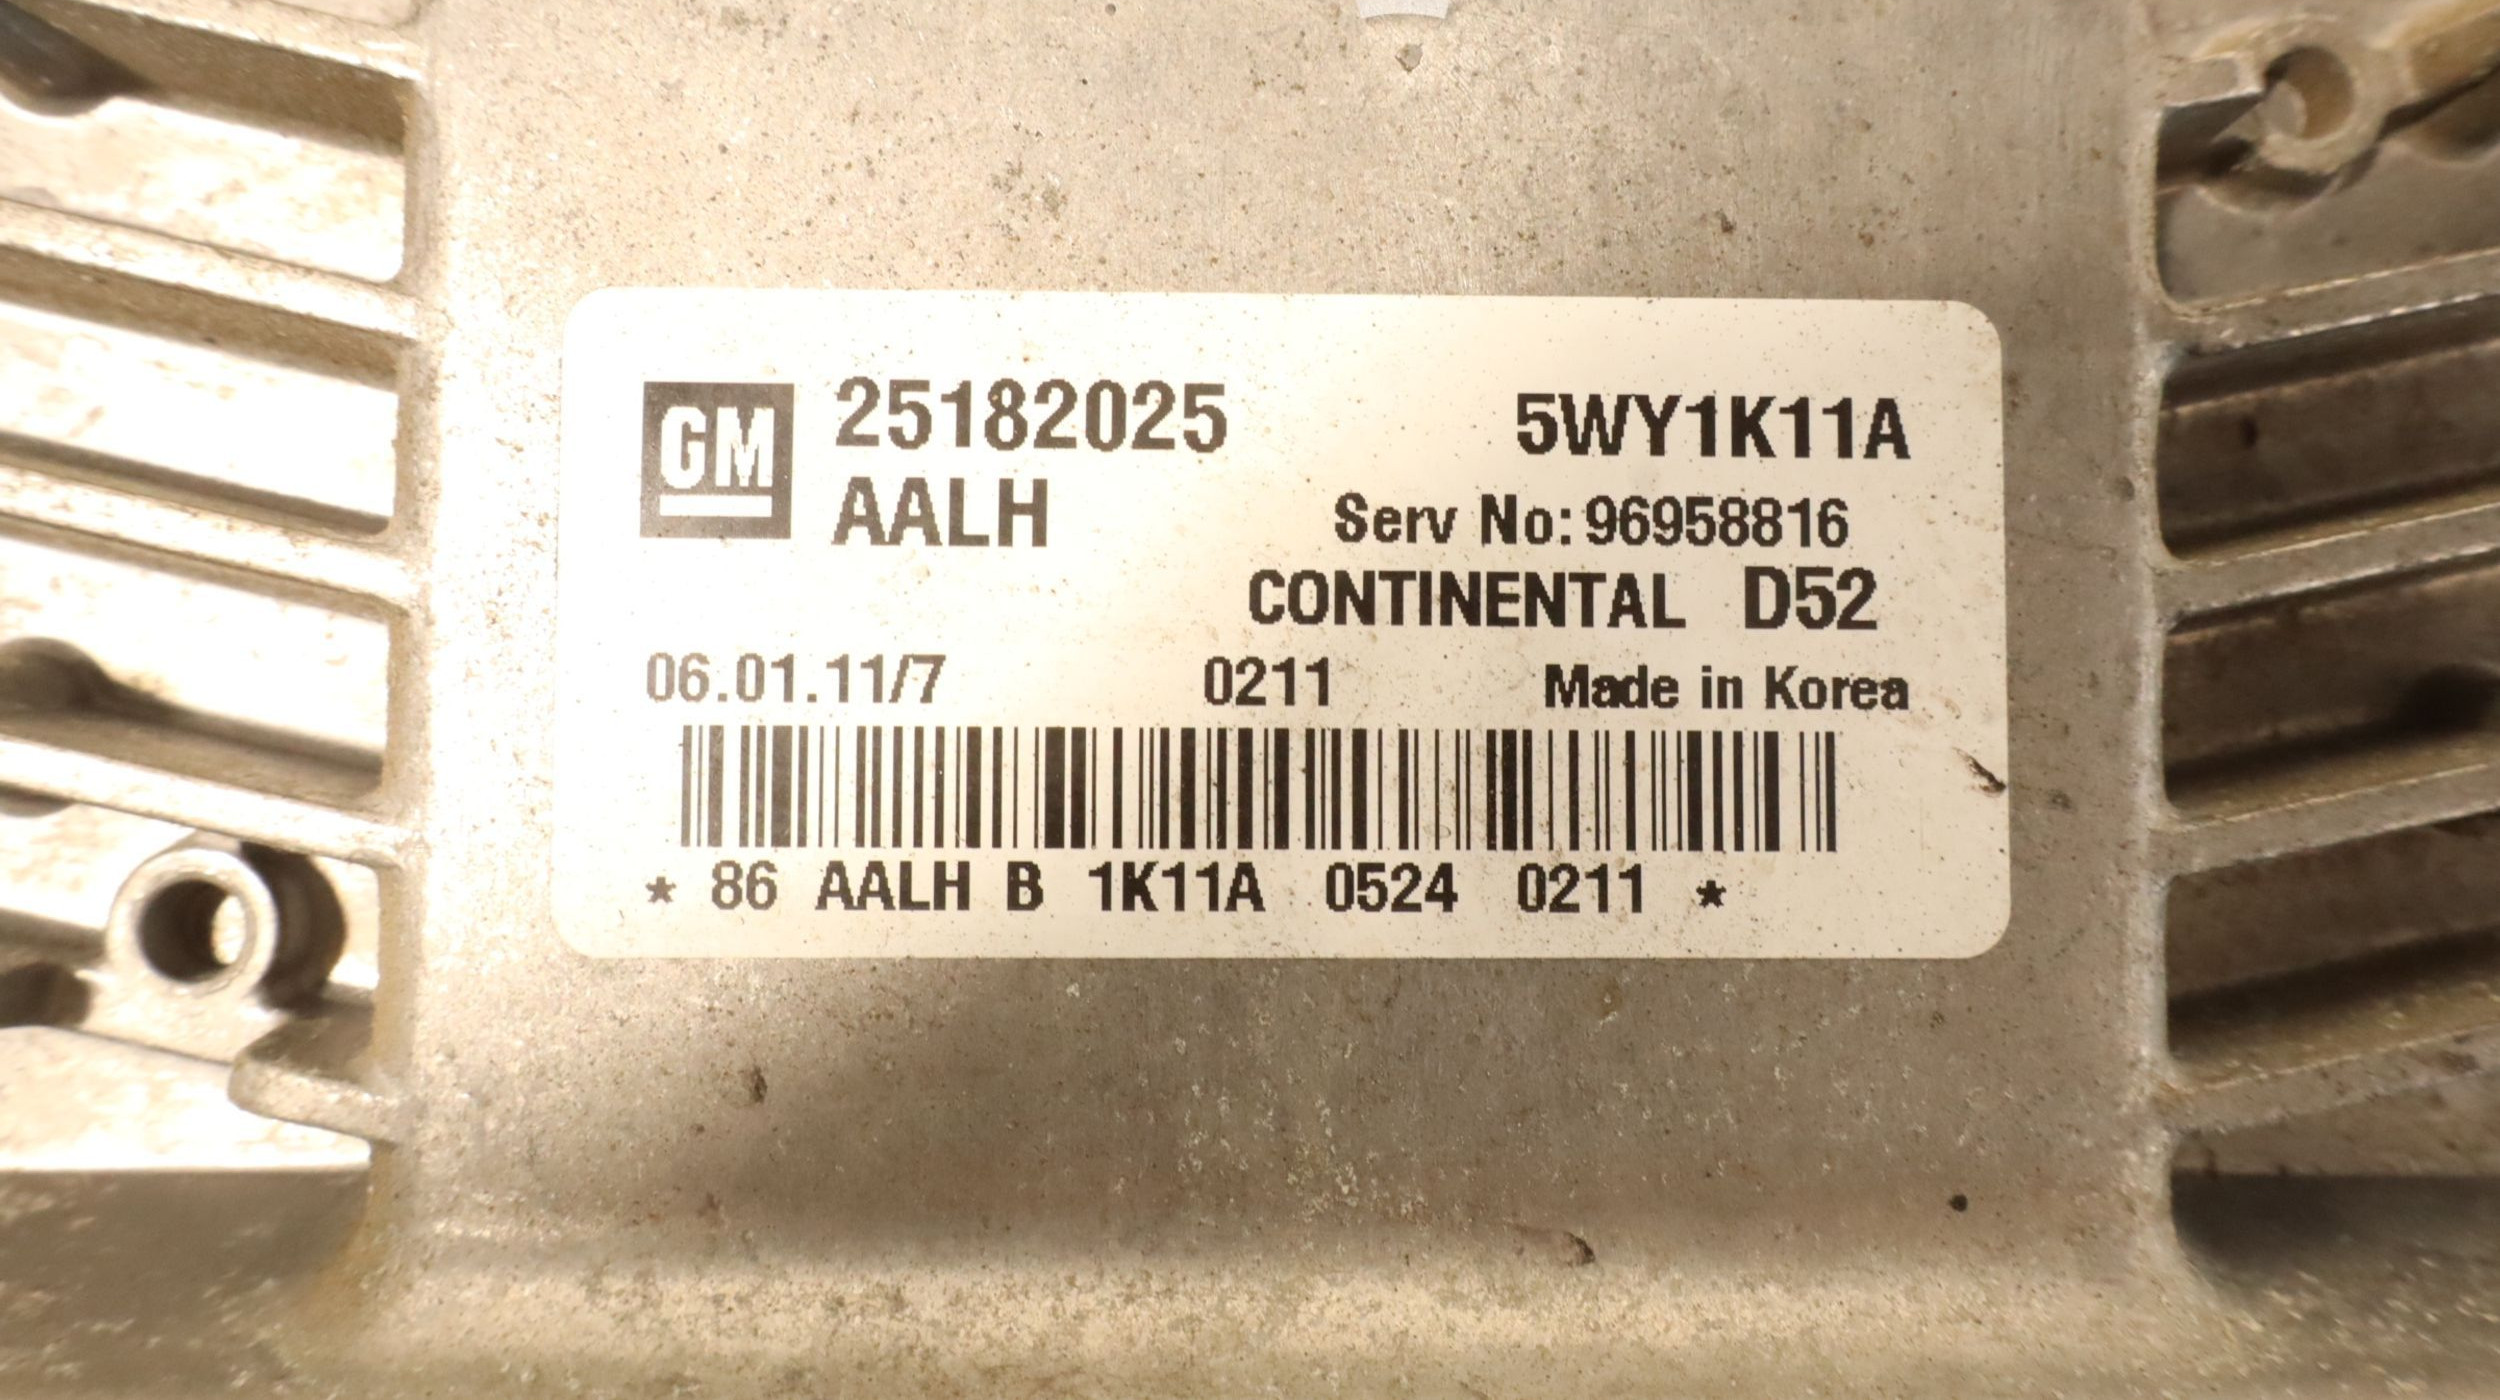 GM 25182025 5WY1K11A
AALH Serv No:96958816
CONTINENTAL D52
06.01.11/7 0211 Made in Korea
* 86 AALH B 1K11A 0524 0211 *